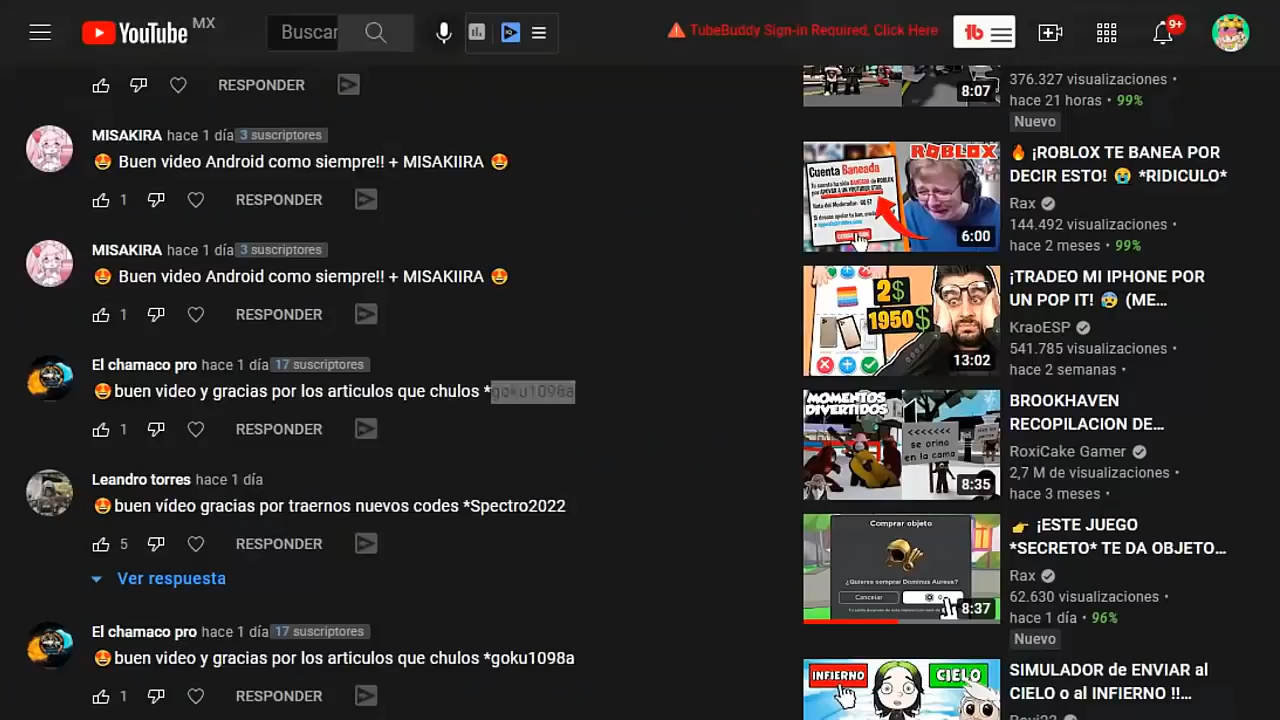 YouTube MX
Buscar
TubeBuddy Sign-in Required, Click Here
tb
9+
RESPONDER
MISAKIRA hace 1 día 3 suscriptores
🤩 Buen video Android como siempre!! + MISAKIIRA 🤩
1 RESPONDER
MISAKIRA hace 1 día 3 suscriptores
🤩 Buen video Android como siempre!! + MISAKIIRA 🤩
1 RESPONDER
El chamaco pro hace 1 día 17 suscriptores
🤩buen video y gracias por los articulos que chulos *goku1098a
1 RESPONDER
Leandro torres hace 1 día
🤩buen vídeo gracias por traernos nuevos codes *Spectro2022
5 RESPONDER
Ver respuesta
El chamaco pro hace 1 día 17 suscriptores
🤩buen video y gracias por los articulos que chulos *goku1098a
1 RESPONDER
8:07
376.327 visualizaciones •
hace 21 horas • 99%
Nuevo
ROBLOX
Cuenta Baneada
6:00
🔥 ¡ROBLOX TE BANEA POR
DECIR ESTO! 😭 *RIDICULO*
Rax
144.492 visualizaciones •
hace 2 meses • 99%
2$
1950$
13:02
¡TRADEO MI IPHONE POR
UN POP IT! 😰 (ME...
KraoESP
541.785 visualizaciones •
hace 2 semanas •
MOMENTOS
DIVERTIDOS
<<<<<<<
se orino
en la cama
8:35
BROOKHAVEN
RECOPILACION DE...
RoxiCake Gamer
2,7 M de visualizaciones •
hace 3 meses •
Comprar objeto
¿Quieres comprar Dominus Aureus?
Cancelar
8:37
👉 ¡ESTE JUEGO
*SECRETO* TE DA OBJETO...
Rax
62.630 visualizaciones •
hace 1 día • 96%
Nuevo
INFIERNO
CIELO
SIMULADOR de ENVIAR al
CIELO o al INFIERNO !!...